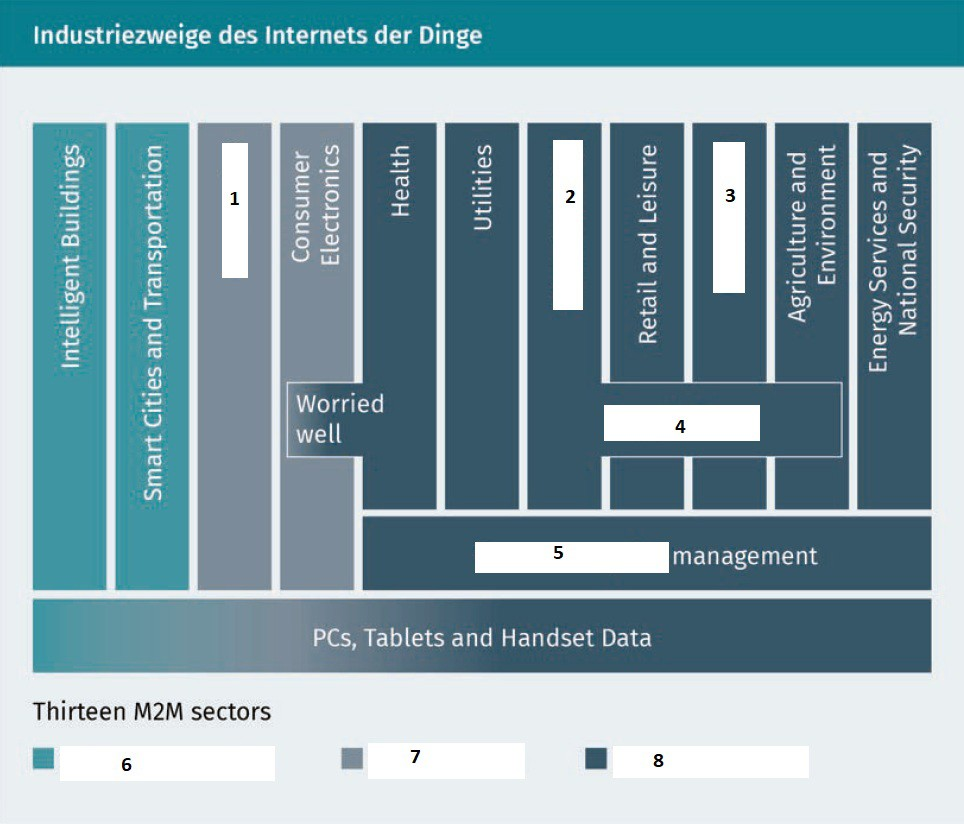 Industriezweige des Internets der Dinge
Intelligent Buildings
Smart Cities and Transportation
1
Consumer
Electronics
Health
Utilities
2
Retail and Leisure
3
Agriculture and
Environment
Energy Services and
National Security
Worried
well
4
5 management
PCs, Tablets and Handset Data
Thirteen M2M sectors
6
7
8